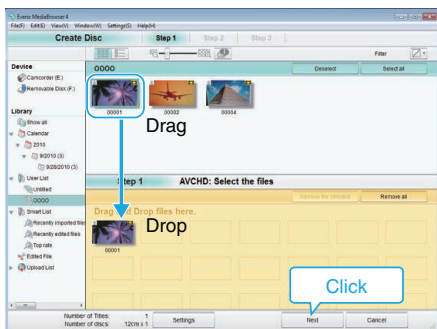 Everio MediaBrowser 4
File(F) Edit(E) View(V) Window(W) Settings(S) Help(H)
Create Disc Step 1 Step 2 Step 3
Filter
Device
Camcorder (E:)
Removable Disk (F:)
OOOO Deselect Select all
00001 00002 00004
Drag
Library
Show all
Calendar
2010
9/2010 (3)
9/28/2010 (3)
User List
Untitled
OOOO
Smart List
Recently imported files
Recently edited files
Top rate
Edited File
Upload List
Step 1 AVCHD: Select the files
Remove the selected Remove all
Drag and Drop files here.
Drop
00001
Click
Number of Titles: 1
Number of discs: 12cm x 1
Settings Next Cancel